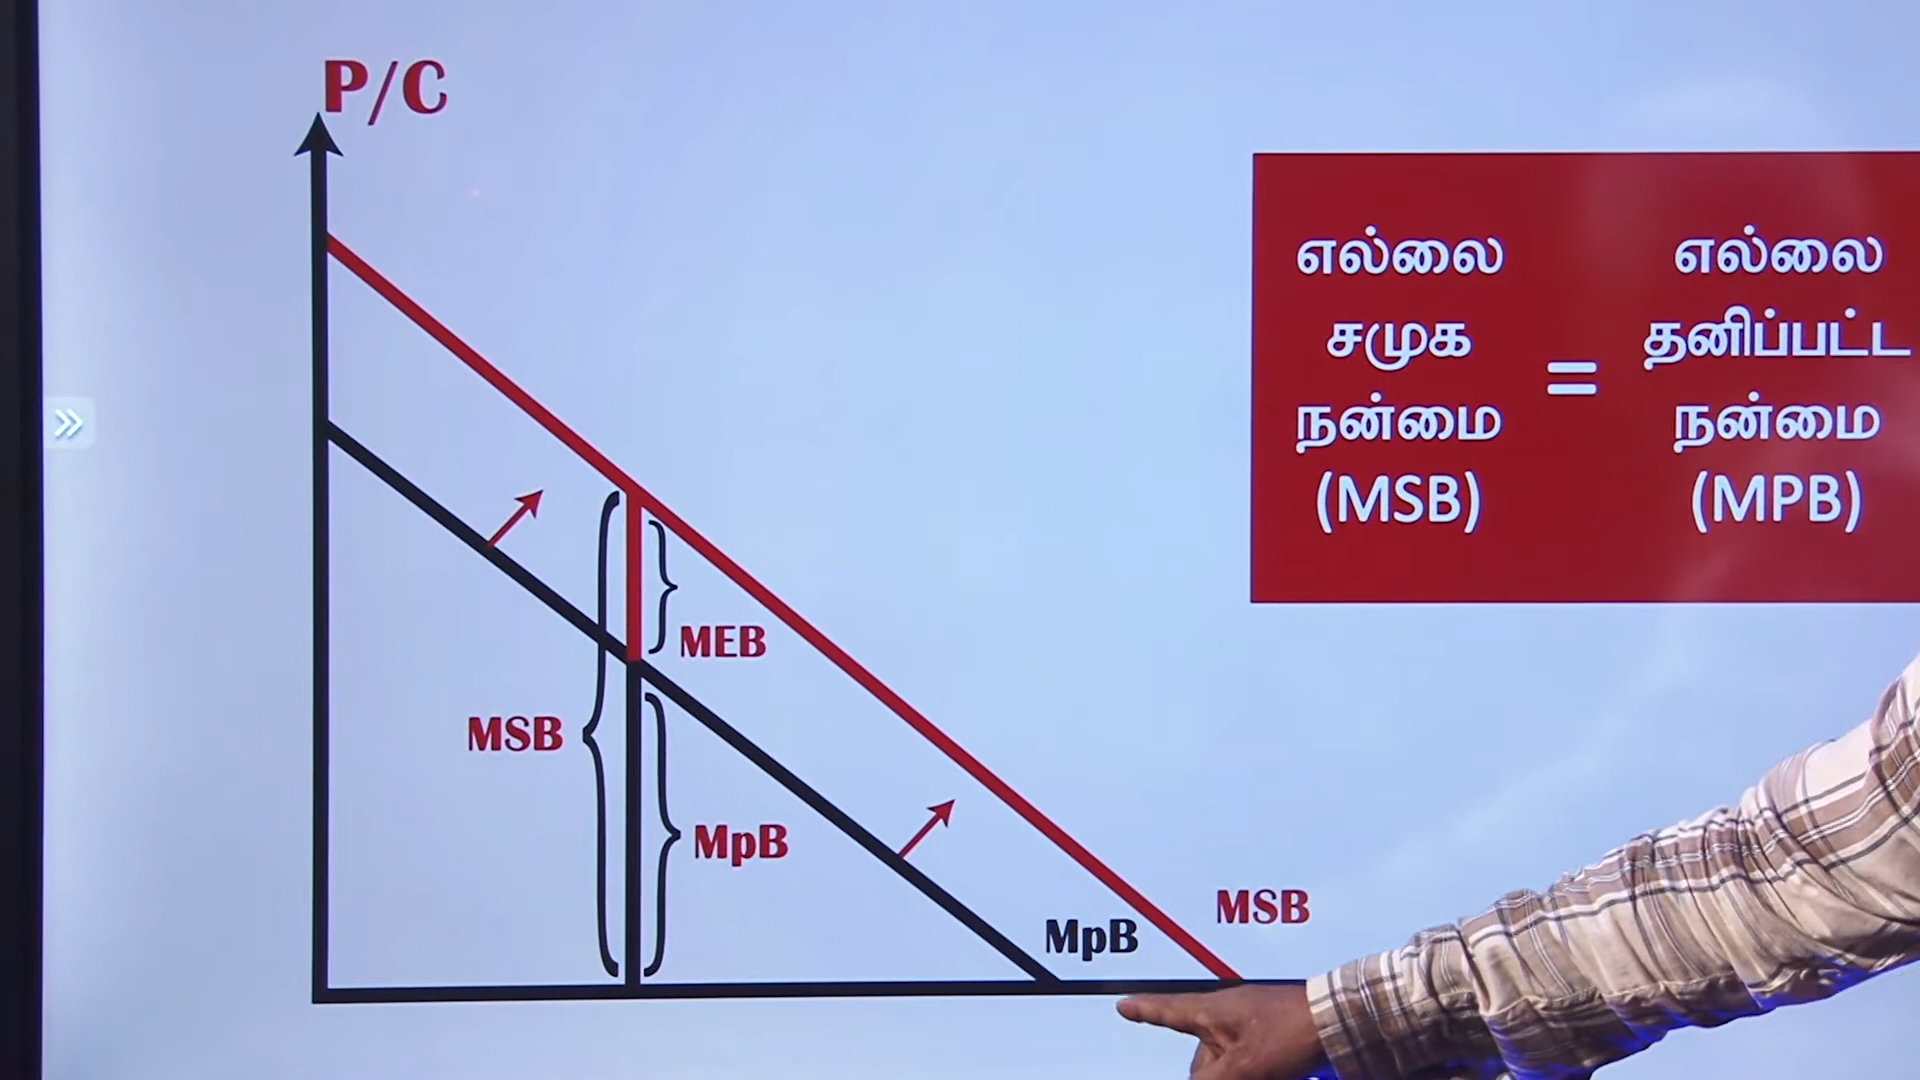 P/C
MEB
MSB
MpB
MpB
MSB
எல்லை
சமுக
நன்மை
(MSB)
=
எல்லை
தனிப்பட்ட
நன்மை
(MPB)